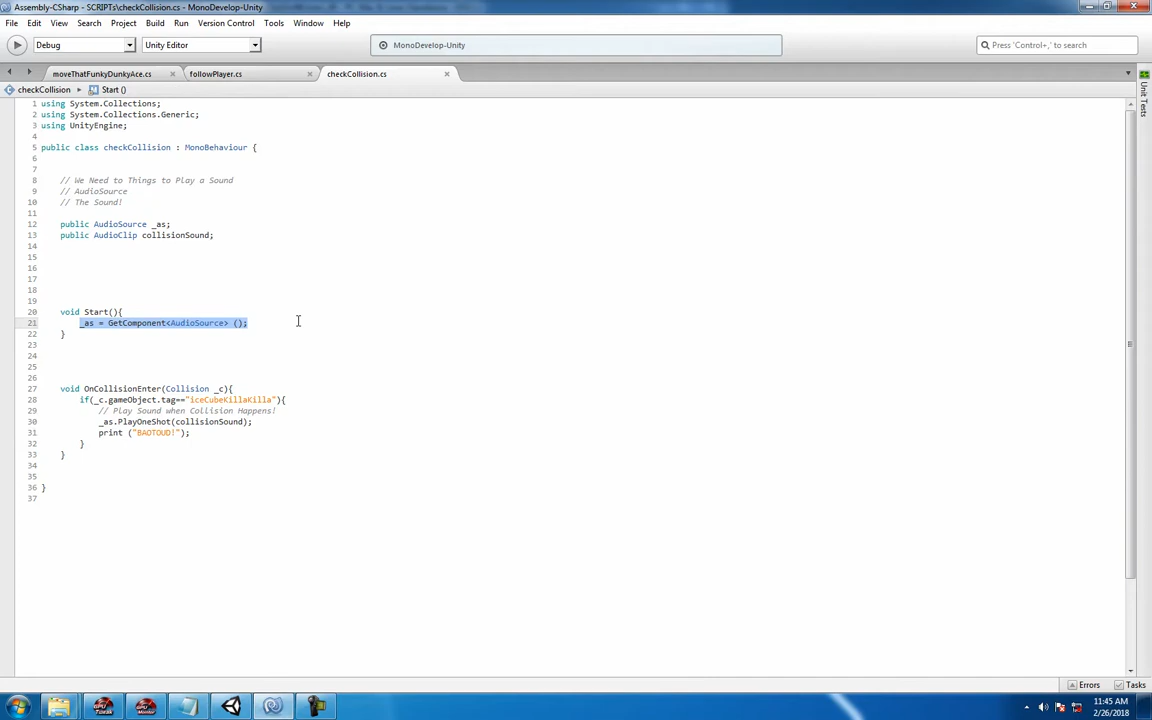 Assembly-CSharp - SCRIPTs\checkCollision.cs - MonoDevelop-Unity
File Edit View Search Project Build Run Version Control Tools Window Help
Debug Unity Editor MonoDevelop-Unity Press 'Control+,' to search
moveThatFunkyDunkyAce.cs followPlayer.cs checkCollision.cs
checkCollision Start ()
Unit Tests
1 using System.Collections;
2 using System.Collections.Generic;
3 using UnityEngine;
4
5 public class checkCollision : MonoBehaviour {
6
7
8 // We Need to Things to Play a Sound
9 // AudioSource
10 // The Sound!
11
12 public AudioSource _as;
13 public AudioClip collisionSound;
14
15
16
17
18
19
20 void Start(){
21 _as = GetComponent<AudioSource> ();
22 }
23
24
25
26
27 void OnCollisionEnter(Collision _c){
28 if(_c.gameObject.tag=="iceCubeKillaKilla"){
29 // Play Sound when Collision Happens!
30 _as.PlayOneShot(collisionSound);
31 print ("BAOTOUD!");
32 }
33 }
34
35
36 }
37
Errors Tasks
11:45 AM
2/26/2018